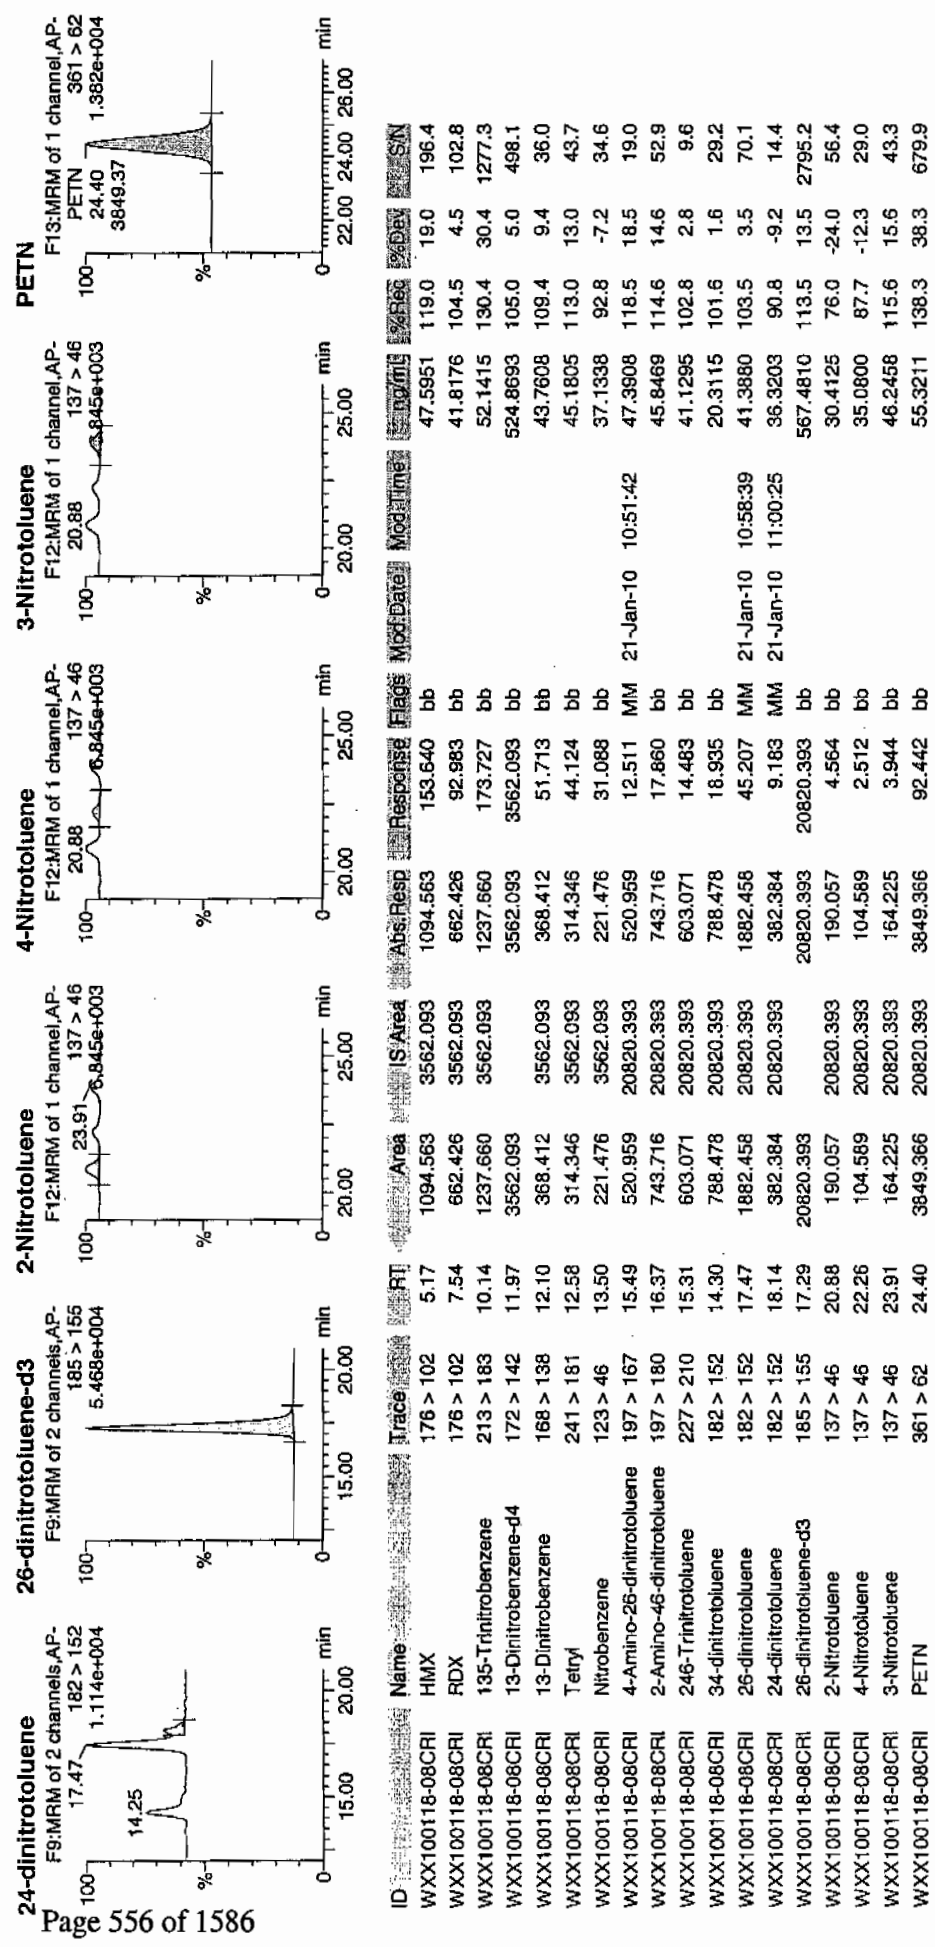 24-dinitrotoluene
F9:MRM of 2 channels,AP-
182 > 152
1.114e+004
17.47
14.25
100
%
0
15.00
20.00
min
26-dinitrotoluene-d3
F9:MRM of 2 channels,AP-
185 > 155
5.468e+004
100
%
0
15.00
20.00
min
2-Nitrotoluene
F12:MRM of 1 channel,AP-
137 > 46
6.845e+003
23.91
100
%
0
20.00
25.00
min
4-Nitrotoluene
F12:MRM of 1 channel,AP-
137 > 46
6.845e+003
20.88
100
%
0
20.00
25.00
min
3-Nitrotoluene
F12:MRM of 1 channel,AP-
137 > 46
6.845e+003
20.88
100
%
0
20.00
25.00
min
PETN
F13:MRM of 1 channel,AP-
PETN
24.40
3849.37
361 > 62
1.382e+004
100
%
0
22.00
24.00
26.00
min
ID Name Trace RT Area IS Area Abs.Resp Response Flags Mod.Date Mod.Time ng/mL %Rec %Dev S/N
WXX100118-08CRI HMX 176 > 102 5.17 1094.563 3562.093 1094.563 153.640 bb 47.5951 119.0 19.0 196.4
WXX100118-08CRI RDX 176 > 102 7.54 662.426 3562.093 662.426 92.983 bb 41.8176 104.5 4.5 102.8
WXX100118-08CRI 135-Trinitrobenzene 213 > 183 10.14 1237.660 3562.093 1237.660 173.727 bb 52.1415 130.4 30.4 1277.3
WXX100118-08CRI 13-Dinitrobenzene-d4 172 > 142 11.97 3562.093 3562.093 3562.093 bb 524.8693 105.0 5.0 498.1
WXX100118-08CRI 13-Dinitrobenzene 168 > 138 12.10 368.412 3562.093 368.412 51.713 bb 43.7608 109.4 9.4 36.0
WXX100118-08CRI Tetryl 241 > 181 12.58 314.346 3562.093 314.346 44.124 bb 45.1805 113.0 13.0 43.7
WXX100118-08CRI Nitrobenzene 123 > 46 13.50 221.476 3562.093 221.476 31.088 bb 37.1338 92.8 -7.2 34.6
WXX100118-08CRI 4-Amino-26-dinitrotoluene 197 > 167 15.49 520.959 20820.393 520.959 12.511 MM 21-Jan-10 10:51:42 47.3908 118.5 18.5 19.0
WXX100118-08CRI 2-Amino-46-dinitrotoluene 197 > 180 16.37 743.716 20820.393 743.716 17.860 bb 45.8469 114.6 14.6 52.9
WXX100118-08CRI 246-Trinitrotoluene 227 > 210 15.31 603.071 20820.393 603.071 14.483 bb 41.1295 102.8 2.8 9.6
WXX100118-08CRI 34-dinitrotoluene 182 > 152 14.30 788.478 20820.393 788.478 18.935 bb 20.3115 101.6 1.6 29.2
WXX100118-08CRI 26-dinitrotoluene 182 > 152 17.47 1882.458 20820.393 1882.458 45.207 MM 21-Jan-10 10:58:39 41.3880 103.5 3.5 70.1
WXX100118-08CRI 24-dinitrotoluene 182 > 152 18.14 382.384 20820.393 382.384 9.183 MM 21-Jan-10 11:00:25 36.3203 90.8 -9.2 14.4
WXX100118-08CRI 26-dinitrotoluene-d3 185 > 155 17.29 20820.393 20820.393 20820.393 bb 567.4810 113.5 13.5 2795.2
WXX100118-08CRI 2-Nitrotoluene 137 > 46 20.88 190.057 20820.393 190.057 4.564 bb 30.4125 76.0 -24.0 56.4
WXX100118-08CRI 4-Nitrotoluene 137 > 46 22.26 104.589 20820.393 104.589 2.512 bb 35.0800 87.7 -12.3 29.0
WXX100118-08CRI 3-Nitrotoluene 137 > 46 23.91 164.225 20820.393 164.225 3.944 bb 46.2458 115.6 15.6 43.3
WXX100118-08CRI PETN 361 > 62 24.40 3849.366 20820.393 3849.366 92.442 bb 55.3211 138.3 38.3 679.9
Page 556 of 1586